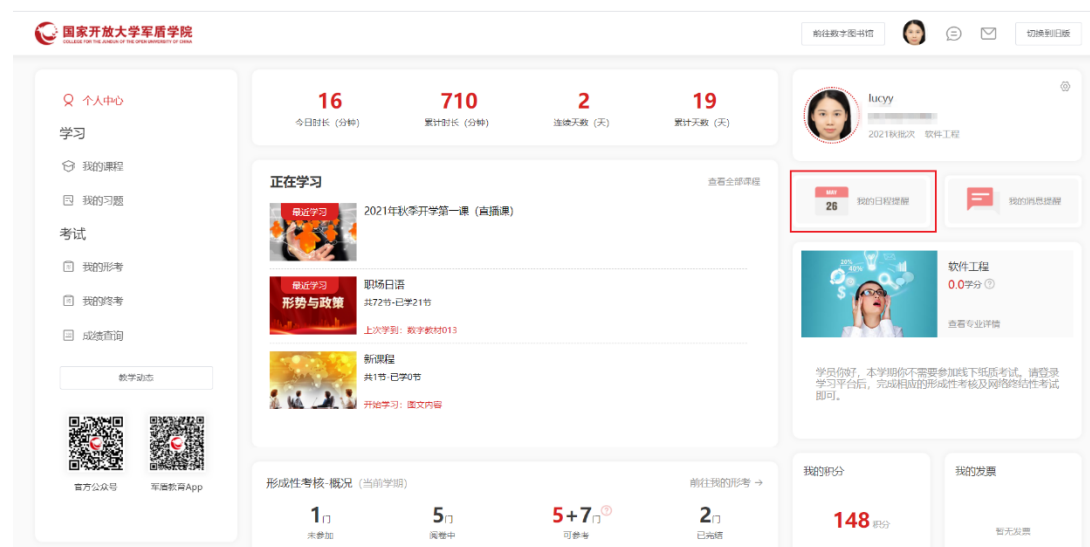 国家开放大学军盾学院
COLLEGE FOR THE JUNDUN OF THE OPEN UNIVERSITY OF CHINA
前往数字图书馆
切换到旧版
个人中心
学习
我的课程
我的习题
考试
我的形考
我的终考
成绩查询
教学动态
官方公众号
军盾教育App
16
今日时长 (分钟)
710
累计时长 (分钟)
2
连续天数 (天)
19
累计天数 (天)
正在学习
查看全部课程
最近学习
2021年秋季开学第一课 (直播课)
最近学习
形势与政策
职场日语
共72节-已学21节
上次学到: 数字教材013
新课程
共1节-已学0节
开始学习: 图文内容
形成性考核-概况 (当前学期)
前往我的形考 →
1门
未参加
5门
阅卷中
5+7门
可参考
2门
已完结
lucyy
2021秋批次 软件工程
MAY
26
我的日程提醒
我的消息提醒
20%
40%
软件工程
0.0学分
查看专业详情
学员你好，本学期你不需要参加线下纸质考试。请登录
学习平台后，完成相应的形成性考核及网络终结性考试
即可。
我的积分
148 积分
我的发票
暂无发票